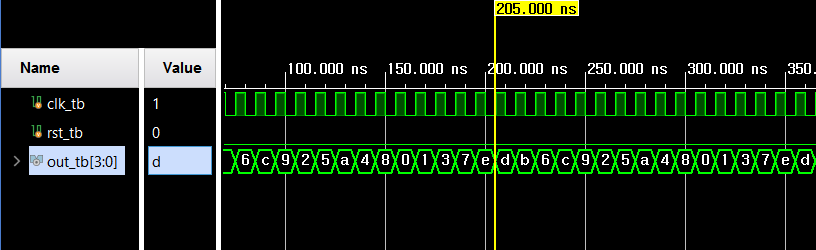 205.000 ns
Name Value
100.000 ns 150.000 ns 200.000 ns 250.000 ns 300.000 ns 350.
clk_tb 1
rst_tb 0
out_tb[3:0] d 6 c 9 2 5 a 4 8 0 1 3 7 e d b 6 c 9 2 5 a 4 8 0 1 3 7 e d